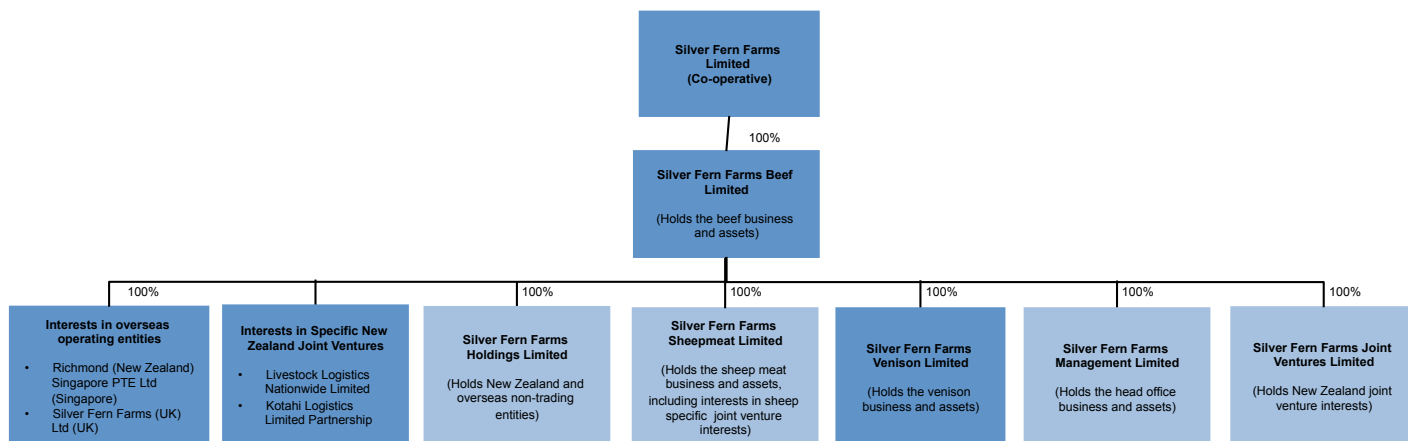 Silver Fern Farms
Limited
(Co-operative)
100%
Silver Fern Farms Beef
Limited
(Holds the beef business
and assets)
100%
100%
100%
100%
100%
100%
Interests in overseas
operating entities
• Richmond (New Zealand)
Singapore PTE Ltd
(Singapore)
• Silver Fern Farms (UK)
Ltd (UK)
Interests in Specific New
Zealand Joint Ventures
• Livestock Logistics
Nationwide Limited
• Kotahi Logistics
Limited Partnership
Silver Fern Farms
Holdings Limited
(Holds New Zealand and
overseas non-trading
entities)
Silver Fern Farms
Sheepmeat Limited
(Holds the sheep meat
business and assets,
including interests in sheep
specific joint venture
interests)
Silver Fern Farms
Venison Limited
(Holds the venison
business and assets)
Silver Fern Farms
Management Limited
(Holds the head office
business and assets)
Silver Fern Farms Joint
Ventures Limited
(Holds New Zealand joint
venture interests)